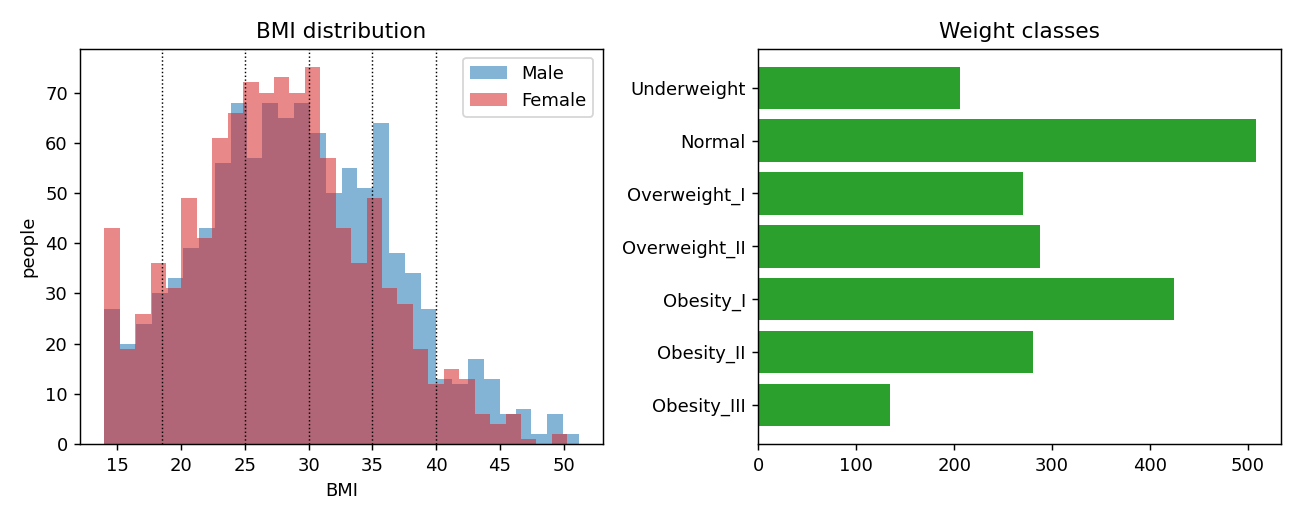 BMI distribution
Male
Female
people
70
60
50
40
30
20
10
0
15 20 25 30 35 40 45 50
BMI
Weight classes
Underweight
Normal
Overweight_I
Overweight_II
Obesity_I
Obesity_II
Obesity_III
0 100 200 300 400 500